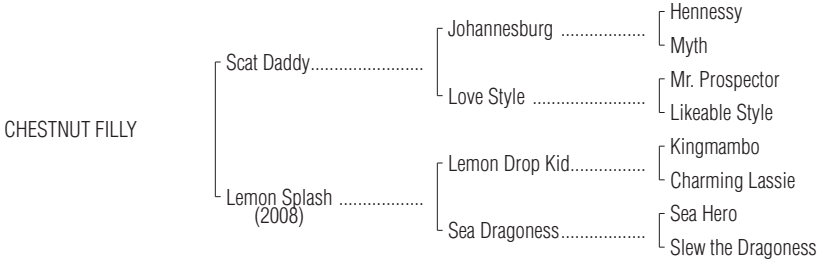 Hennessy
Johannesburg ...................
Myth
Scat Daddy.......................
Mr. Prospector
Love Style .........................
Likeable Style
CHESTNUT FILLY
Kingmambo
Lemon Drop Kid.................
Charming Lassie
Lemon Splash .................
(2008)
Sea Hero
Sea Dragoness...................
Slew the Dragoness